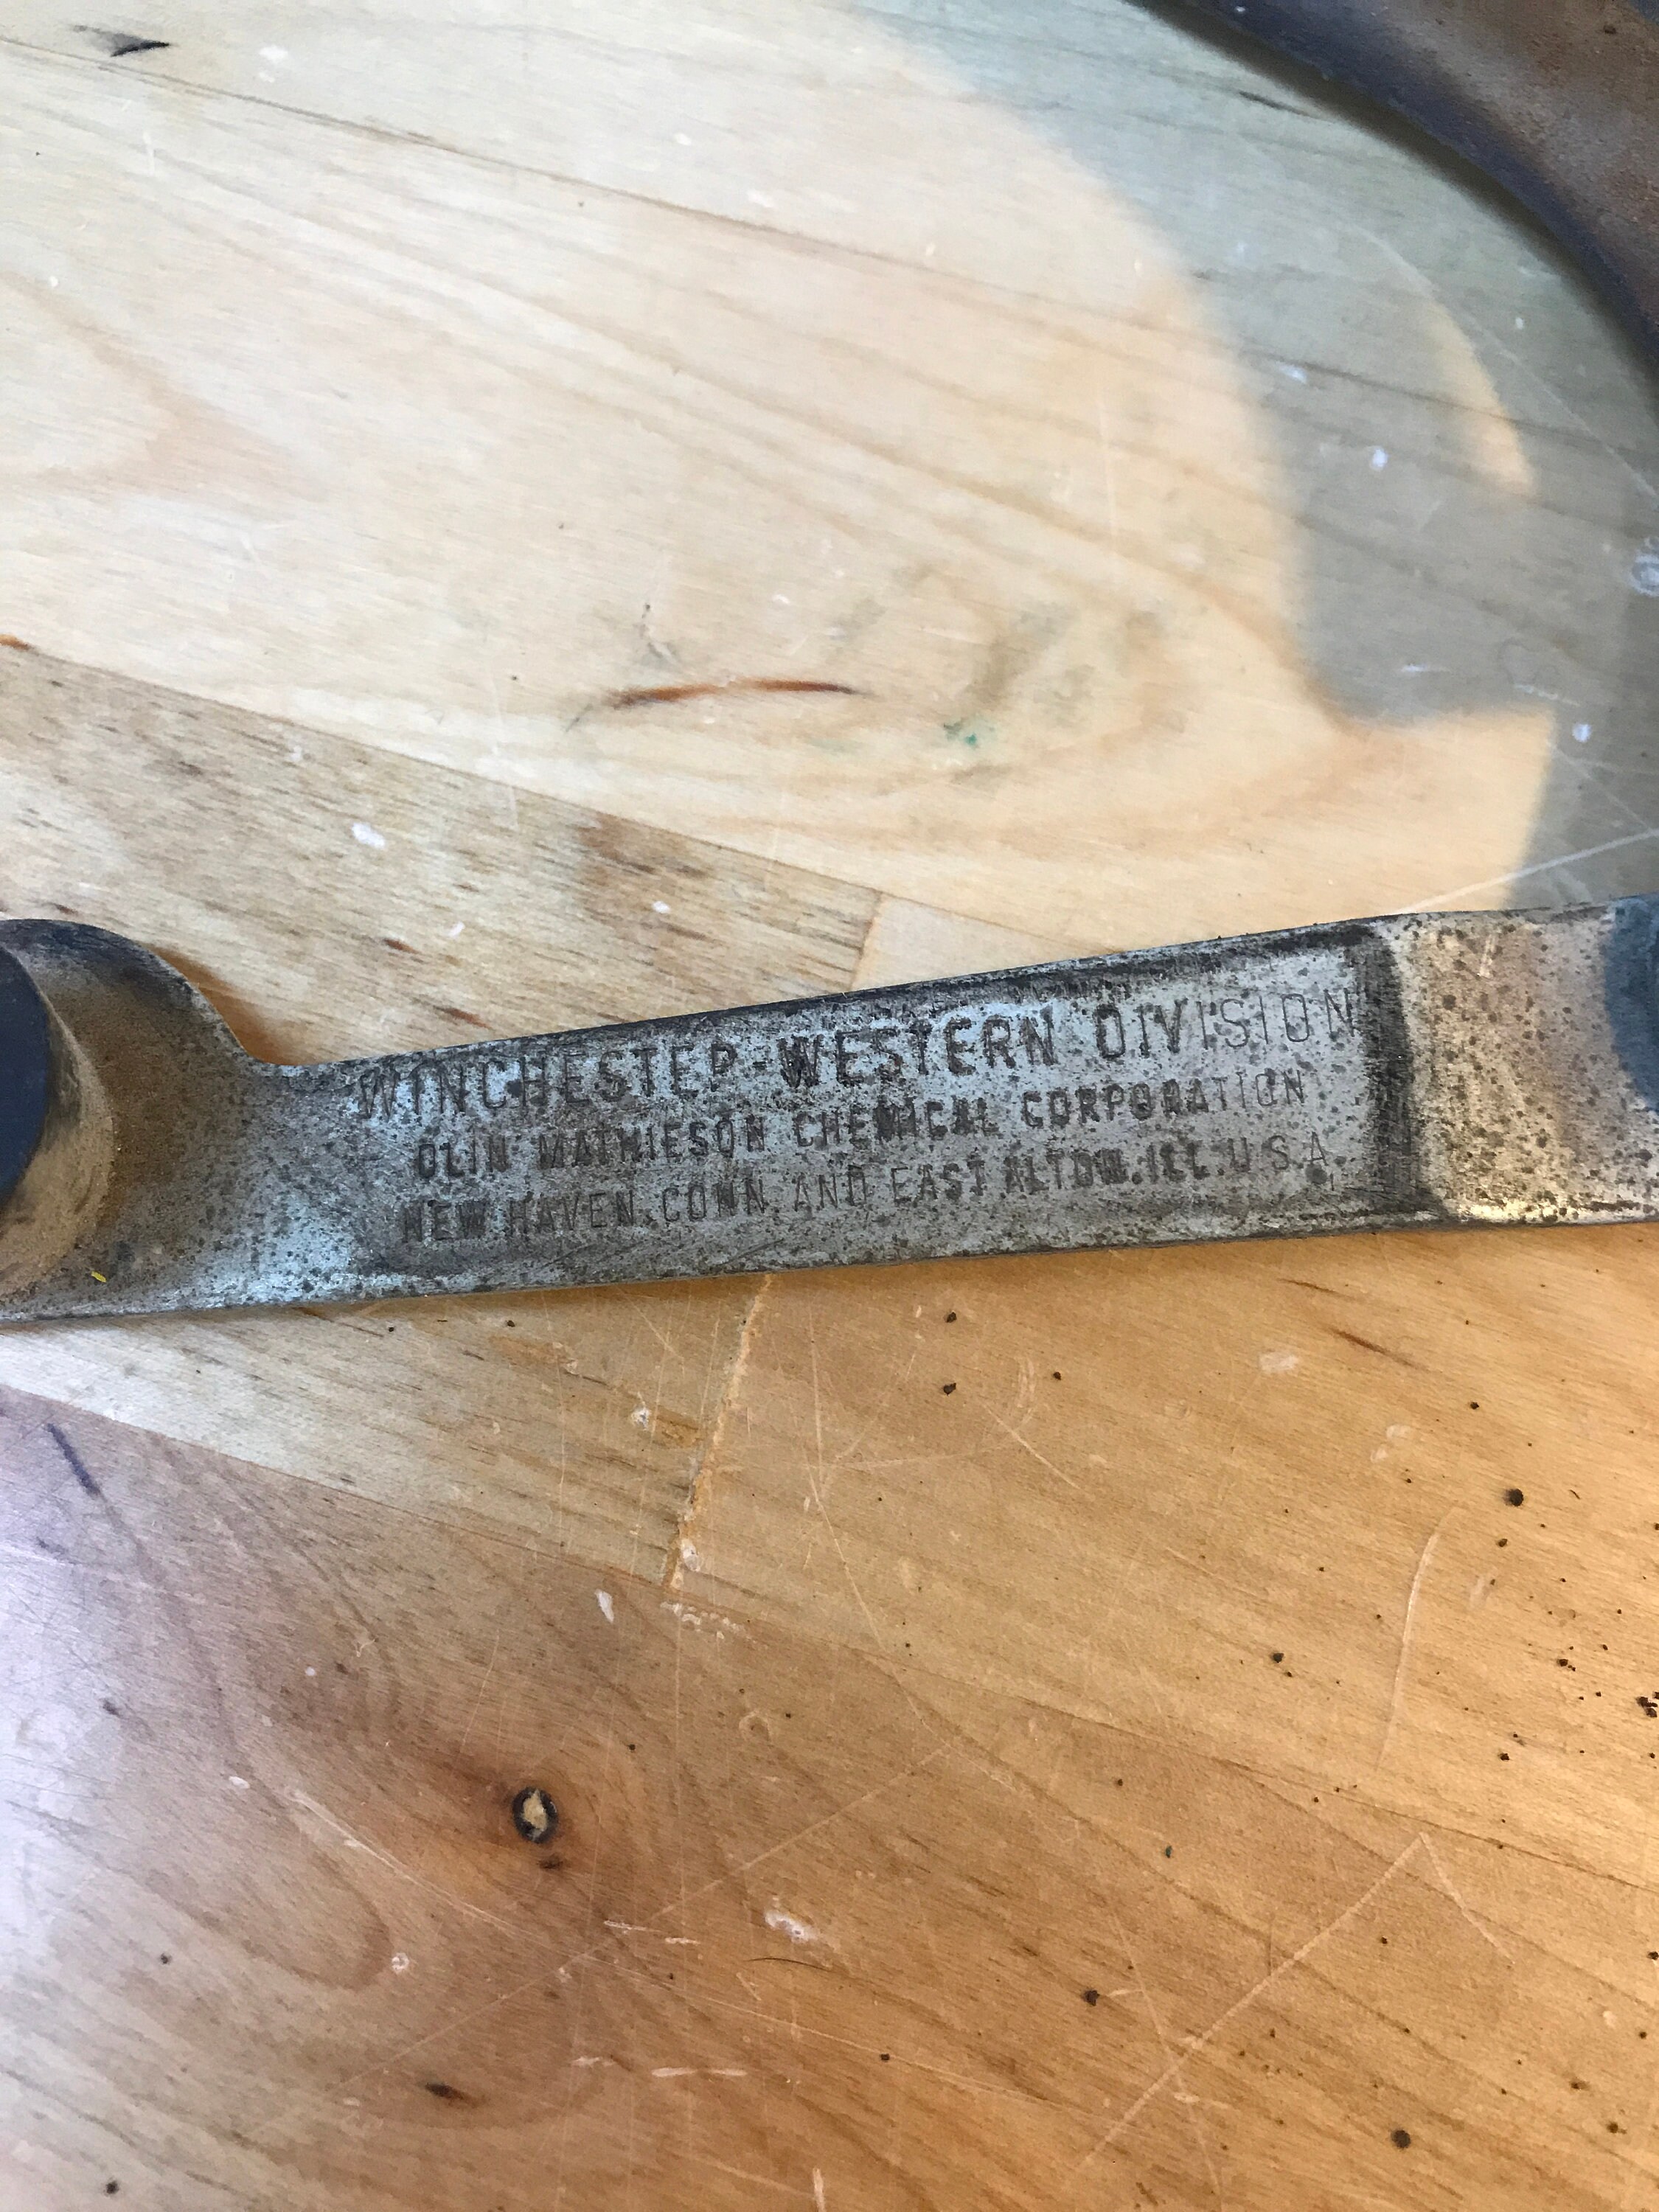 WINCHESTER-WESTERN DIVISION
OLIN MATHIESON CHEMICAL CORPORATION
NEW HAVEN, CONN. AND EAST ALTON, ILL. U.S.A.